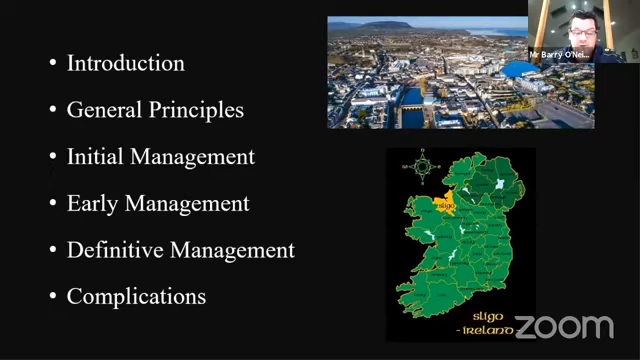 Mr Barry O'Nei...
• Introduction
• General Principles
• Initial Management
• Early Management
• Definitive Management
• Complications
sligo
sligo
- ireland -
zoom